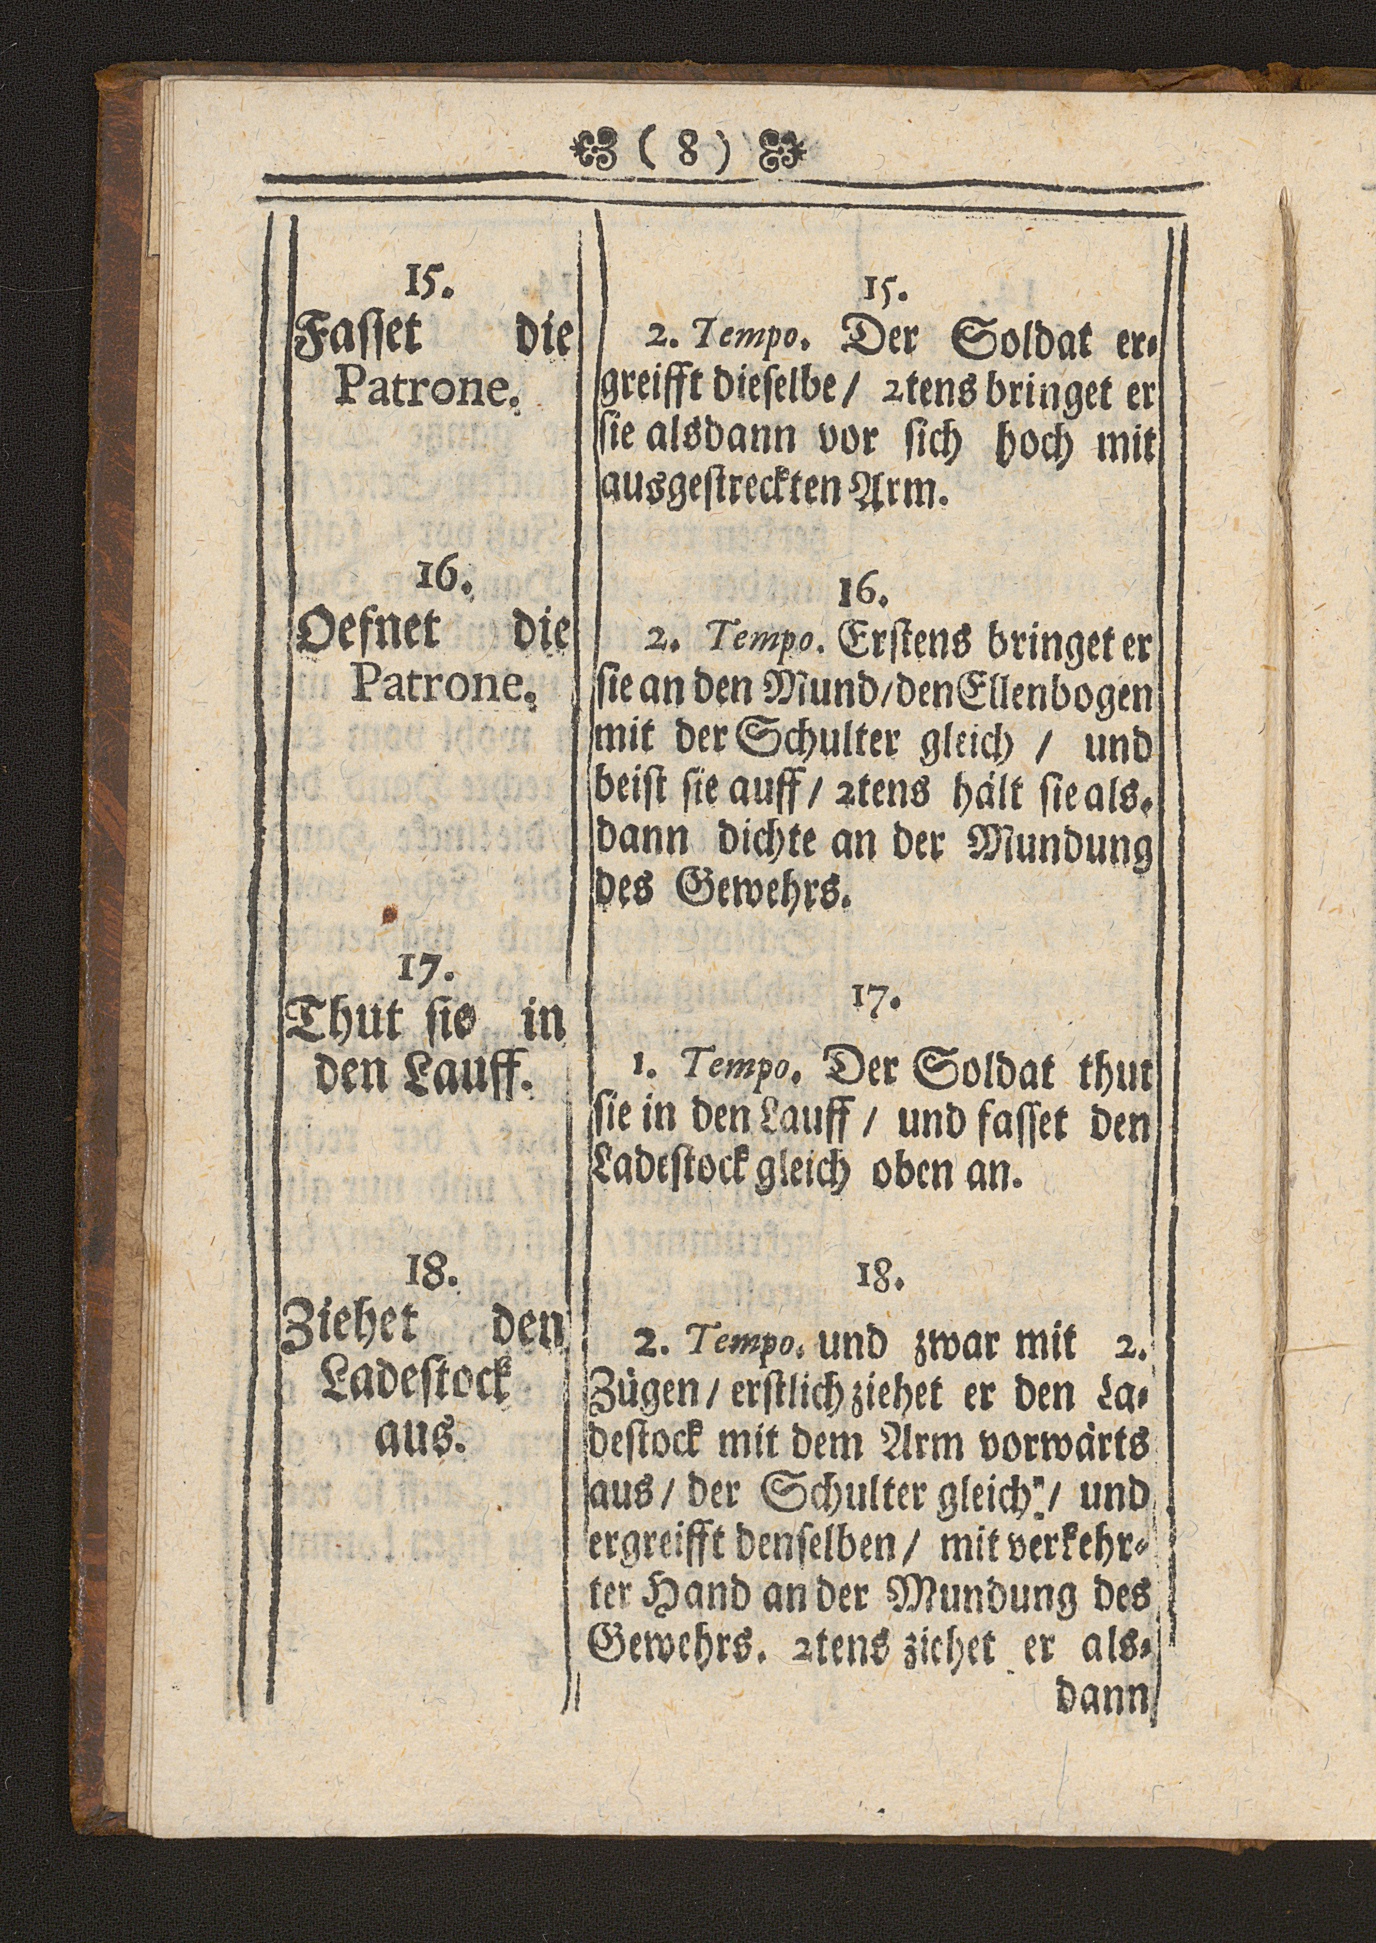 ( 8 )
15.
Faſſet die
Patrone.
15.
2. Tempo. Der Soldat er-
greifft dieſelbe / 2tens bringet er
ſie alsdann vor ſich hoch mit
ausgeſtreckten Arm.
16.
Oefnet die
Patrone.
16.
2. Tempo. Erſtens bringet er
ſie an den Mund / den Ellenbogen
mit der Schulter gleich / und
beiſt ſie auff / 2tens hält ſie als-
dann dichte an der Mundung
des Gewehrs.
17.
Thut ſie in
den Lauff.
17.
1. Tempo. Der Soldat thut
ſie in den Lauff / und faſſet den
Ladeſtock gleich oben an.
18.
Ziehet den
Ladeſtock
aus.
18.
2. Tempo. und zwar mit 2.
Zügen / erſtlich ziehet er den La-
deſtock mit dem Arm vorwärts
aus / der Schulter gleich / und
ergreifft denſelben / mit verkehr-
ter Hand an der Mundung des
Gewehrs. 2tens ziehet er als-
dann